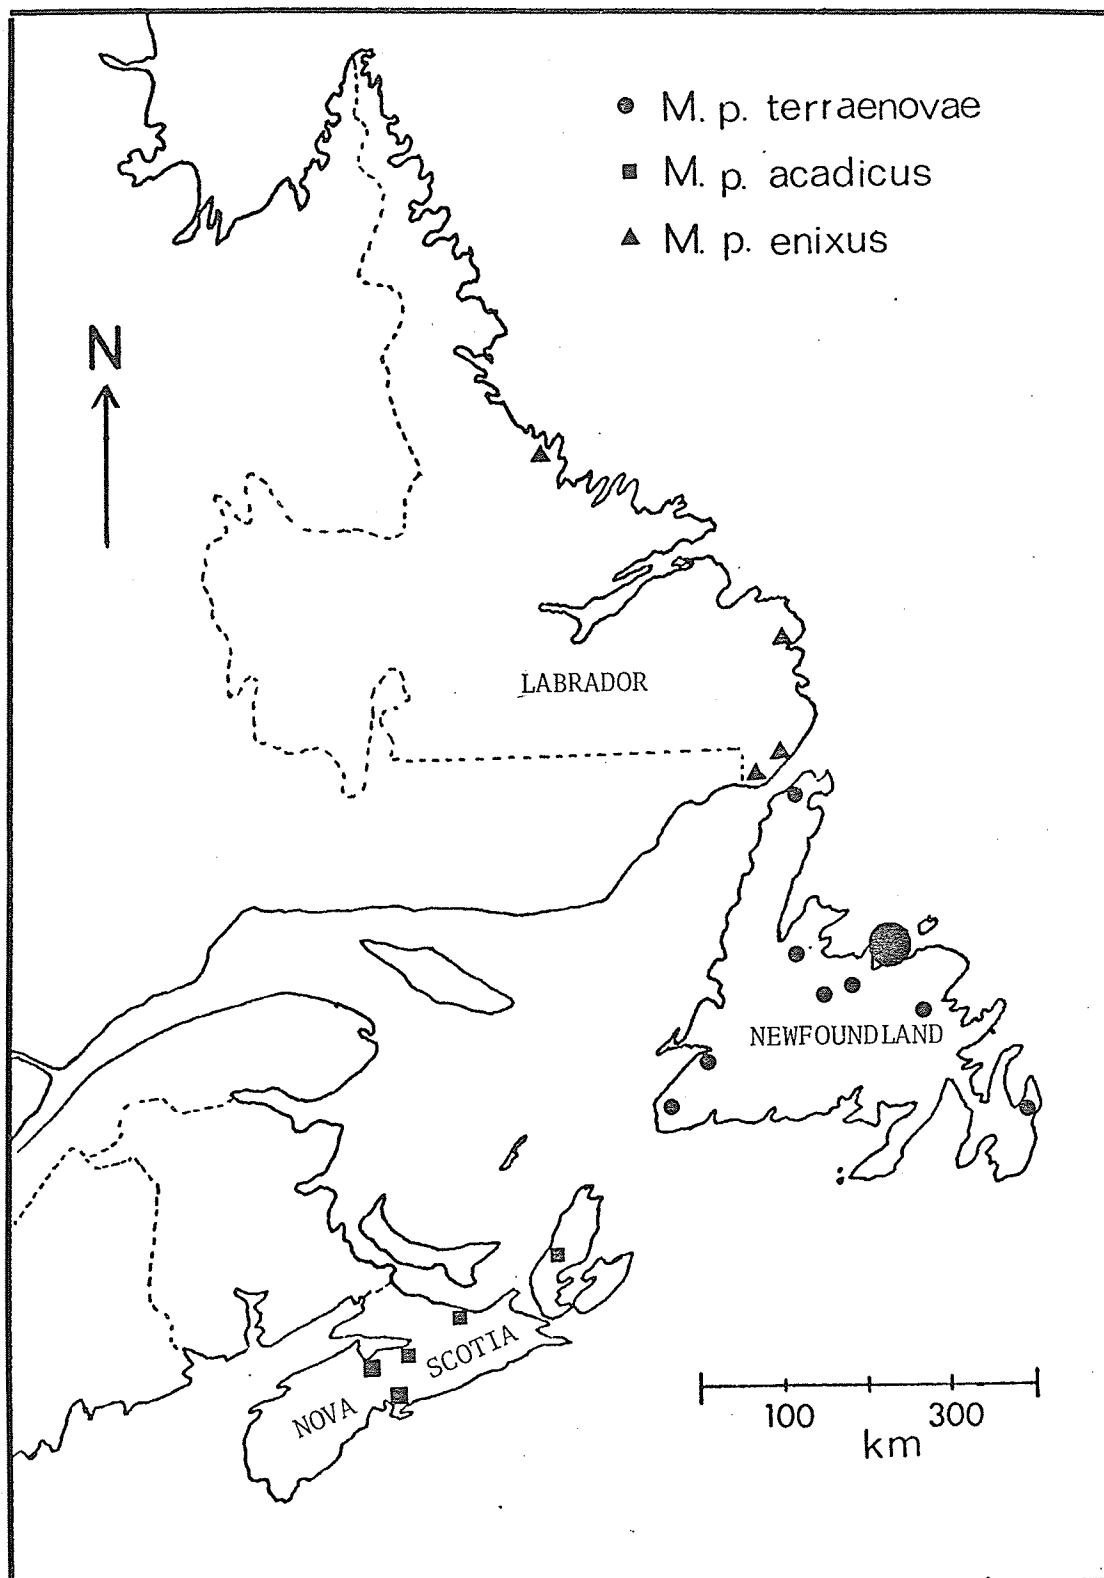 M. p. terraenovae
M. p. acadicus
M. p. enixus
N
LABRADOR
NEWFOUNDLAND
NOVA SCOTIA
100 300
km